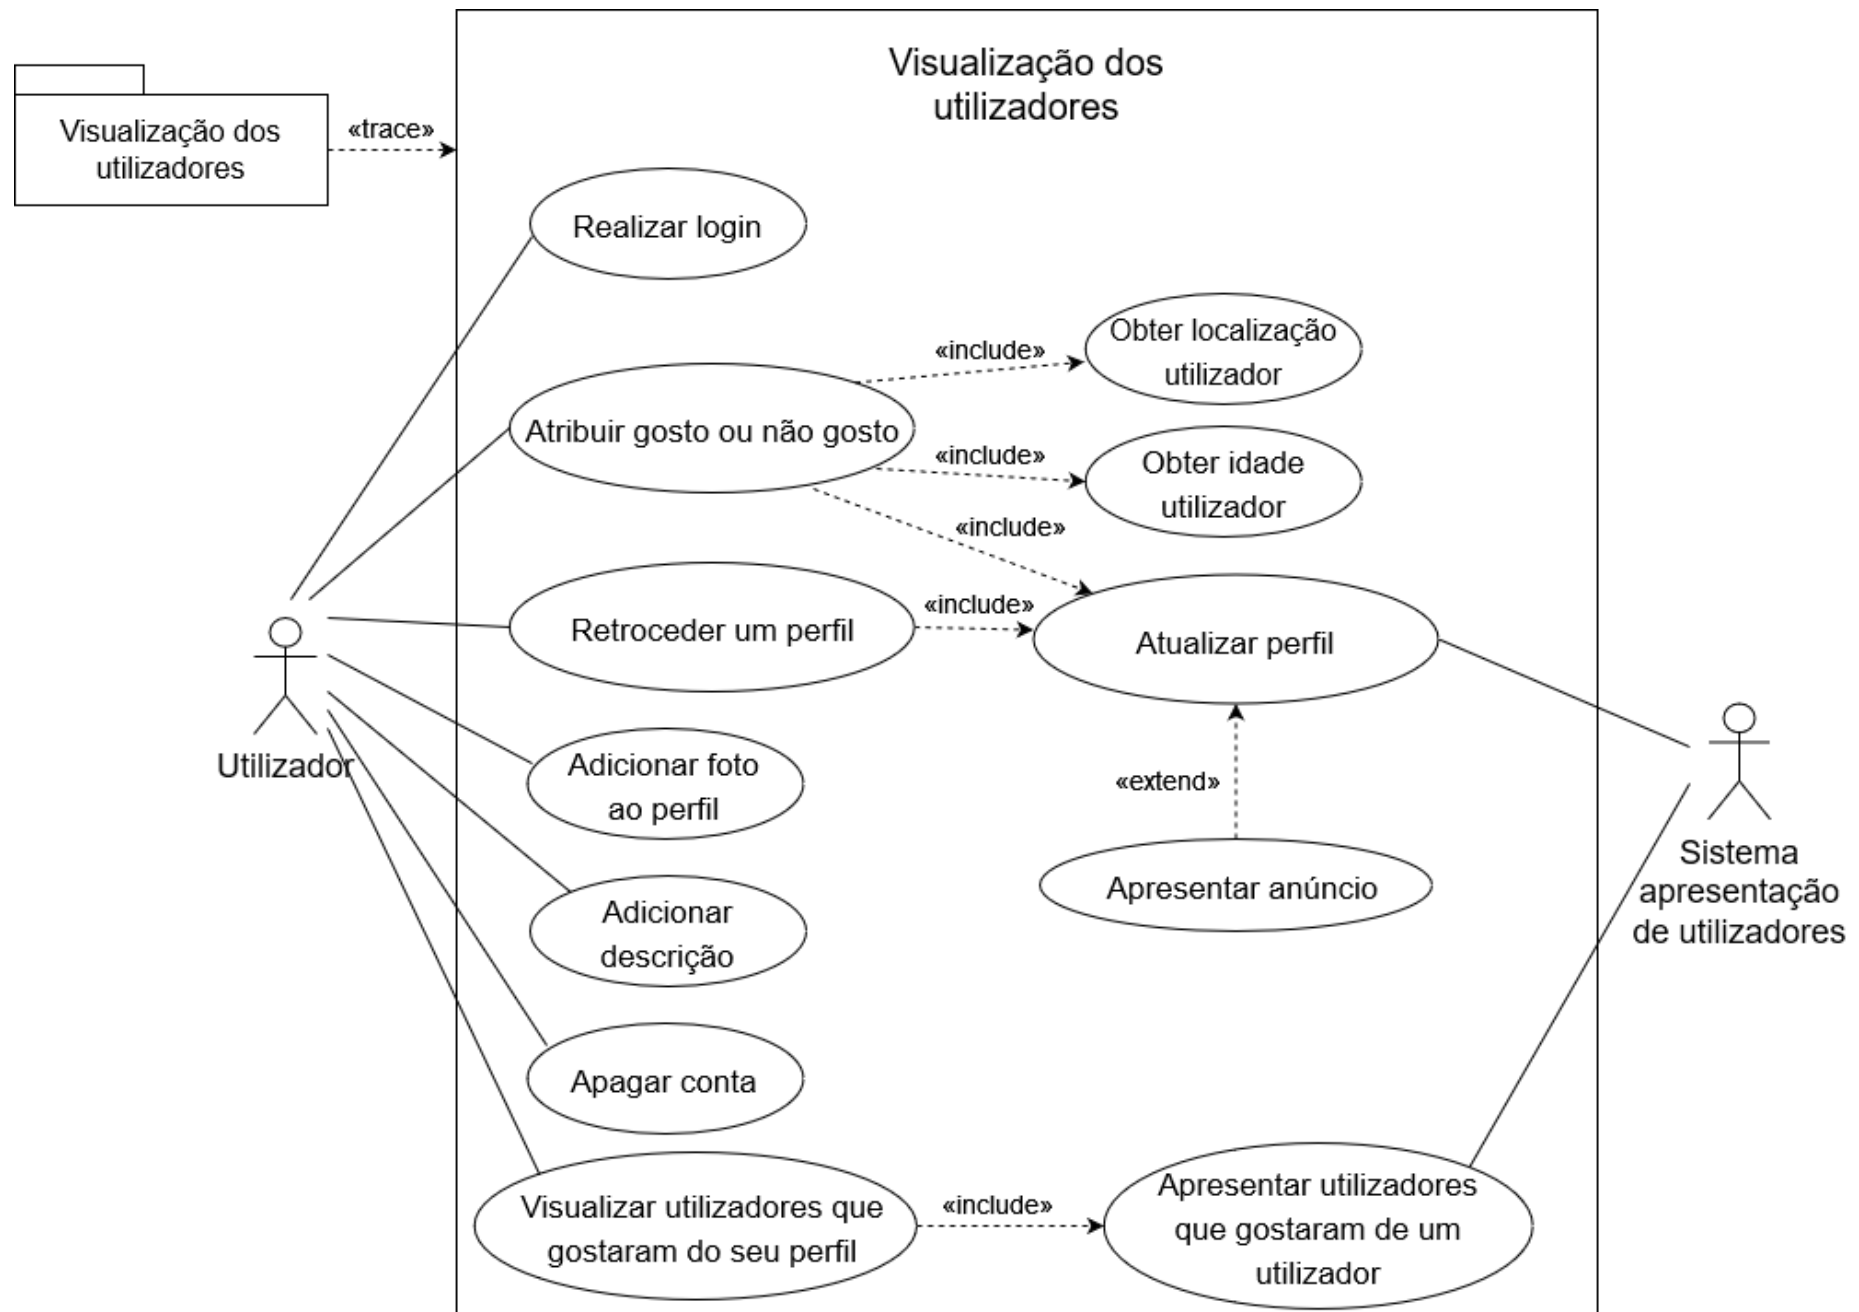 Visualização dos
utilizadores
Visualização dos
utilizadores
«trace»
Realizar login
Obter localização
utilizador
«include»
Atribuir gosto ou não gosto
«include»
Obter idade
utilizador
«include»
Retroceder um perfil
«include»
Atualizar perfil
Utilizador
Adicionar foto
ao perfil
«extend»
Sistema
apresentação
de utilizadores
Apresentar anúncio
Adicionar
descrição
Apagar conta
Visualizar utilizadores que
gostaram do seu perfil
«include»
Apresentar utilizadores
que gostaram de um
utilizador